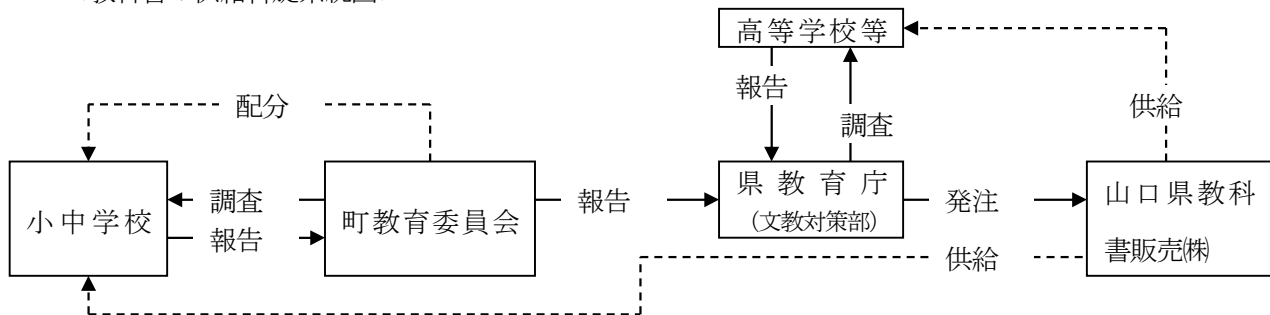 高等学校等
報告
調査
供給
配分
小中学校
調査
報告
町教育委員会
報告
県教育庁
(文教対策部)
発注
山口県教科
書販売㈱
供給